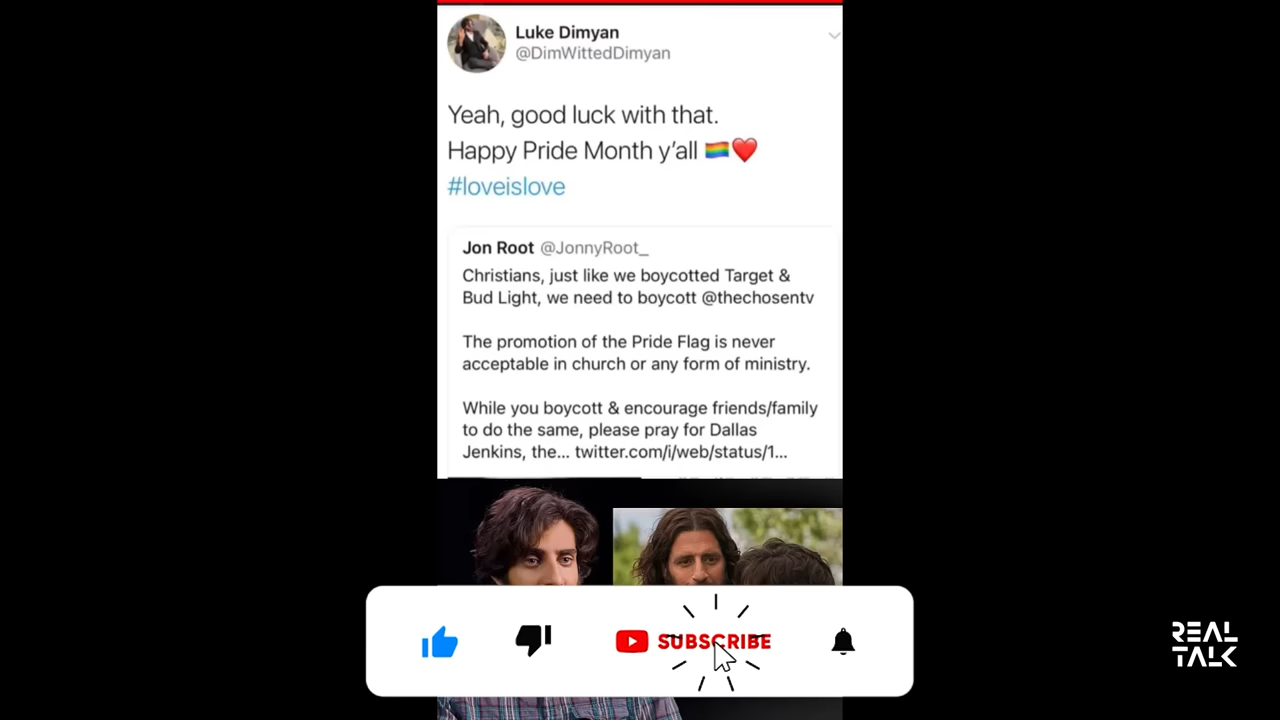 Luke Dimyan
@DimWittedDimyan
Yeah, good luck with that.
Happy Pride Month y'all 🏳️‍🌈❤️
#loveislove
Jon Root @JonnyRoot_
Christians, just like we boycotted Target &
Bud Light, we need to boycott @thechosentv
The promotion of the Pride Flag is never
acceptable in church or any form of ministry.
While you boycott & encourage friends/family
to do the same, please pray for Dallas
Jenkins, the... twitter.com/i/web/status/1...
SUBSCRIBE
REAL
TALK